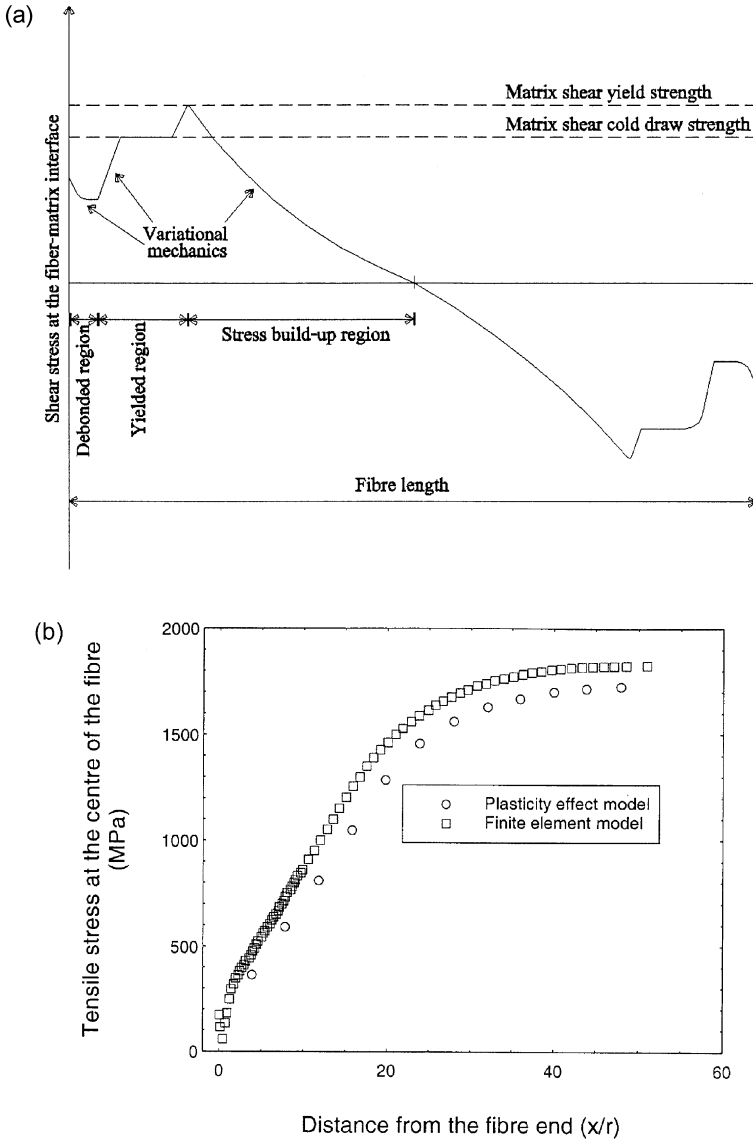 (a)
Shear stress at the fiber-matrix interface
Matrix shear yield strength
Matrix shear cold draw strength
Variational
mechanics
Debonded region
Yielded region
Stress build-up region
Fibre length
(b)
Tensile stress at the centre of the fibre
(MPa)
2000
1500
1000
500
0
Plasticity effect model
Finite element model
0
20
40
60
Distance from the fibre end (x/r)